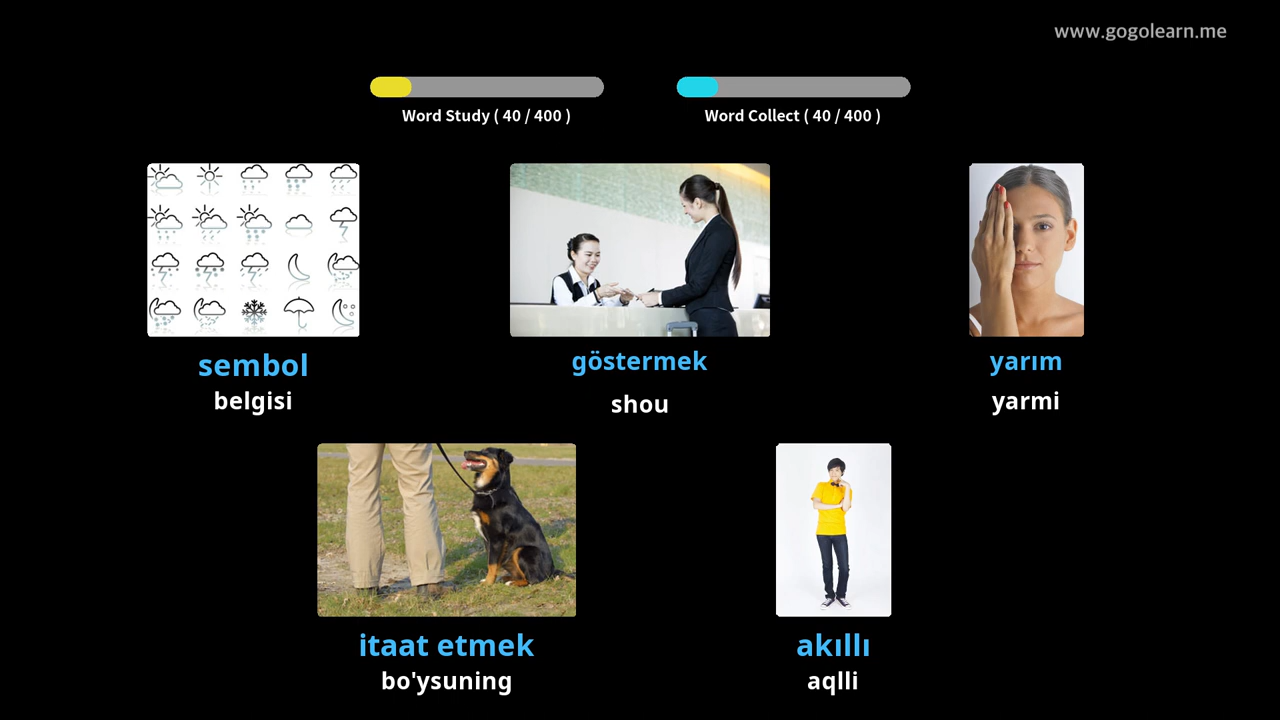 www.gogolearn.me
Word Study ( 40 / 400 )
Word Collect ( 40 / 400 )
sembol
belgisi
göstermek
shou
yarım
yarmi
itaat etmek
bo'ysuning
akıllı
aqlli